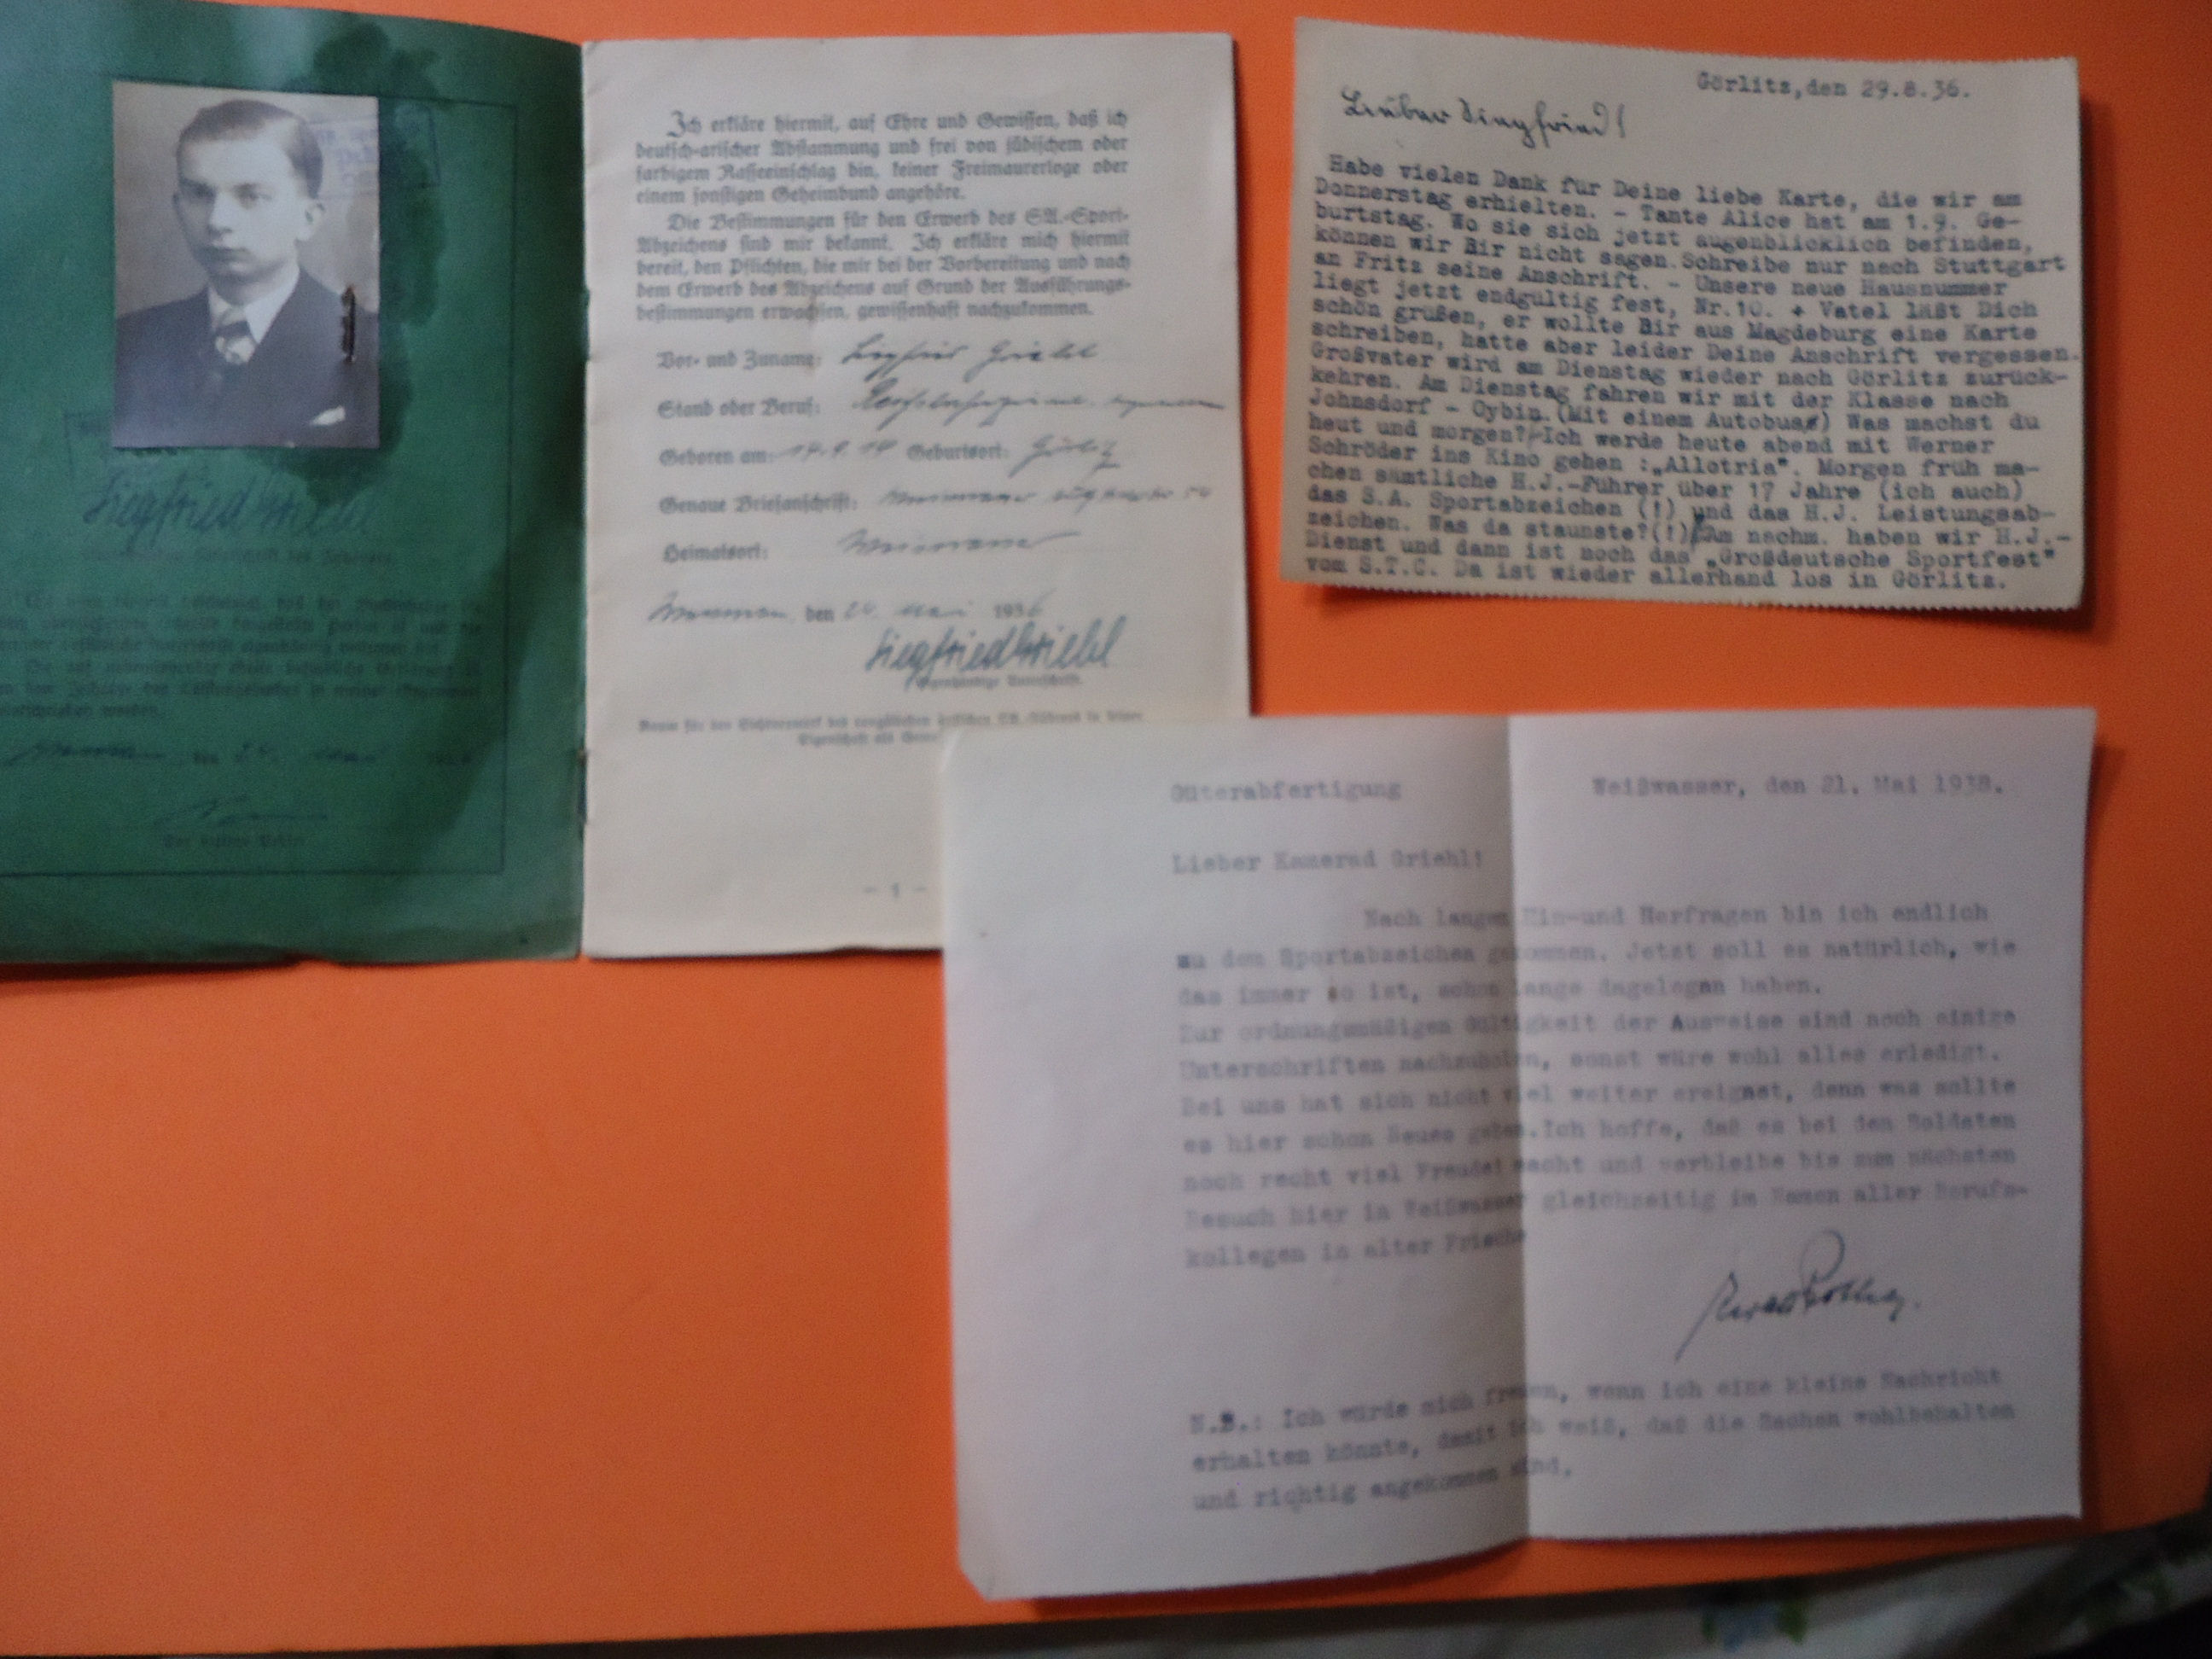 Siegfried Griehl
Ich erkläre hiermit, auf Ehre und Gewissen, daß ich
deutsch-arischer Abstammung und frei von jüdischem oder
farbigem Rasseeinschlag bin, keiner Freimaurerloge oder
einem sonstigen Geheimbund angehöre.
Die Bestimmungen für den Erwerb des SA.-Sport-
Abzeichens sind mir bekannt. Ich erkläre mich hiermit
bereit, den Pflichten, die mir bei der Vorbereitung und nach
dem Erwerb des Abzeichens auf Grund der Ausführungs-
bestimmungen erwachsen, gewissenhaft nachzukommen.
Vor- und Zuname: Siegfried Griehl
Stand oder Beruf:
Geboren am: Geburtsort: Görlitz
Genaue Briefanschrift:
Heimatort: Weisswasser
Weisswasser, den 24. Mai 1936
Siegfried Griehl
Eigenhändige Unterschrift.
- 1 -
Görlitz,den 29.8.36.
Lieber Siegfried!
Habe vielen Dank für Deine liebe Karte, die wir am
Donnerstag erhielten. - Tante Alice hat am 1.9. Ge-
burtstag. Wo sie sich jetzt augenblicklich befinden,
können wir Dir nicht sagen.Schreibe nur nach Stuttgart
an Fritz seine Anschrift. - Unsere neue Hausnummer
liegt jetzt endgültig fest, Nr.10. + Vatel läßt Dich
schön grüßen, er wollte Dir aus Magdeburg eine Karte
schreiben, hatte aber leider Deine Anschrift vergessen.
Großvater wird am Dienstag wieder nach Görlitz zurück-
kehren. Am Dienstag fahren wir mit der Klasse nach
Johnsdorf - Oybin.(Mit einem Autobus) Was machst du
heut und morgen? Ich werde heute abend mit Werner
Schröder ins Kino gehen :„Allotria". Morgen früh ma-
chen sämtliche H.J.-Führer über 17 Jahre (ich auch)
das S.A. Sportabzeichen (!) und das H.J. Leistungsab-
zeichen. Was da staunste?(!) Am nachm. haben wir H.J.-
Dienst und dann ist noch das „Großdeutsche Sportfest"
vom S.T.C. Da ist wieder allerhand los in Görlitz.
Güterabfertigung
Weißwasser, den 21. Mai 1938.
Lieber Kamerad Griehl!
Nach langem Hin-und Herfragen bin ich endlich
zu dem Sportabzeichen gekommen. Jetzt soll es natürlich, wie
das immer so ist, schon lange dagelegen haben.
Zur ordnungsmäßigen Gültigkeit der Ausweise sind noch einige
Unterschriften nachzuholen, sonst wäre wohl alles erledigt.
Bei uns hat sich nicht viel weiter ereignet, denn was sollte
es hier schon Neues geben.Ich hoffe, daß es bei den Soldaten
noch recht viel Freude macht und verbleibe bis zum nächsten
Besuch hier in Weißwasser gleichzeitig im Namen aller Berufs-
kollegen in alter Frische
N.B.: Ich würde mich freuen, wenn ich eine kleine Nachricht
erhalten könnte, damit ich weiß, daß die Sachen wohlbehalten
und richtig angekommen sind.